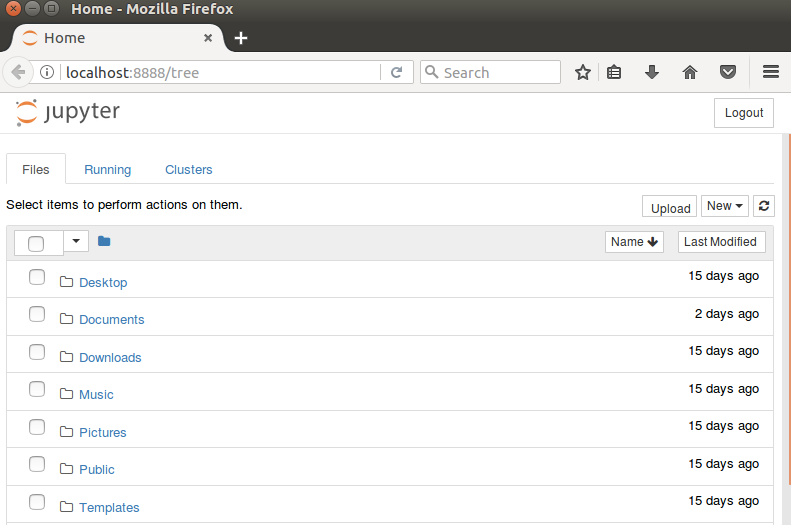 Home - Mozilla Firefox
Home
localhost:8888/tree
Search
jupyter
Logout
Files Running Clusters
Select items to perform actions on them.
Upload New
Name Last Modified
Desktop 15 days ago
Documents 2 days ago
Downloads 15 days ago
Music 15 days ago
Pictures 15 days ago
Public 15 days ago
Templates 15 days ago